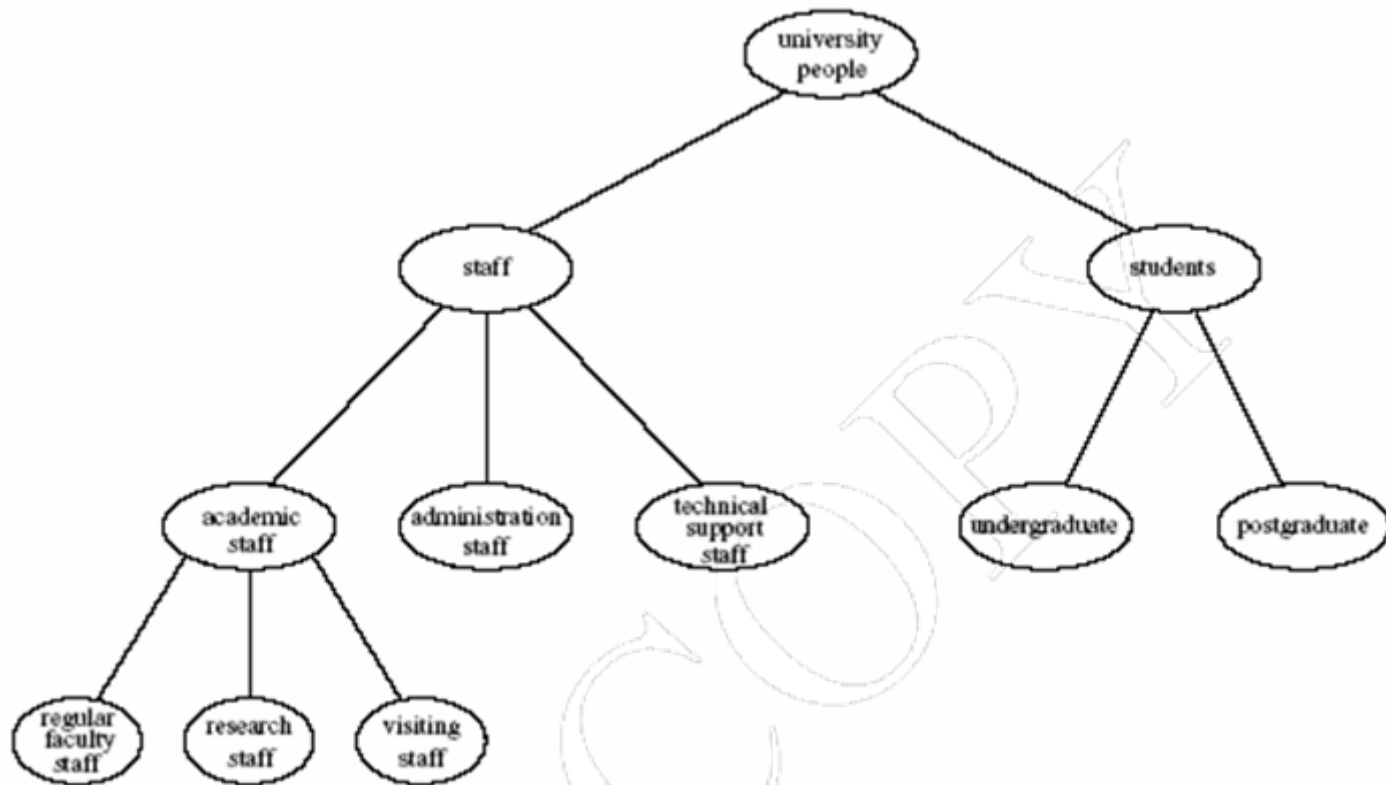 university
people
staff
students
academic
staff
administration
staff
technical
support
staff
undergraduate
postgraduate
regular
faculty
staff
research
staff
visiting
staff
COPY